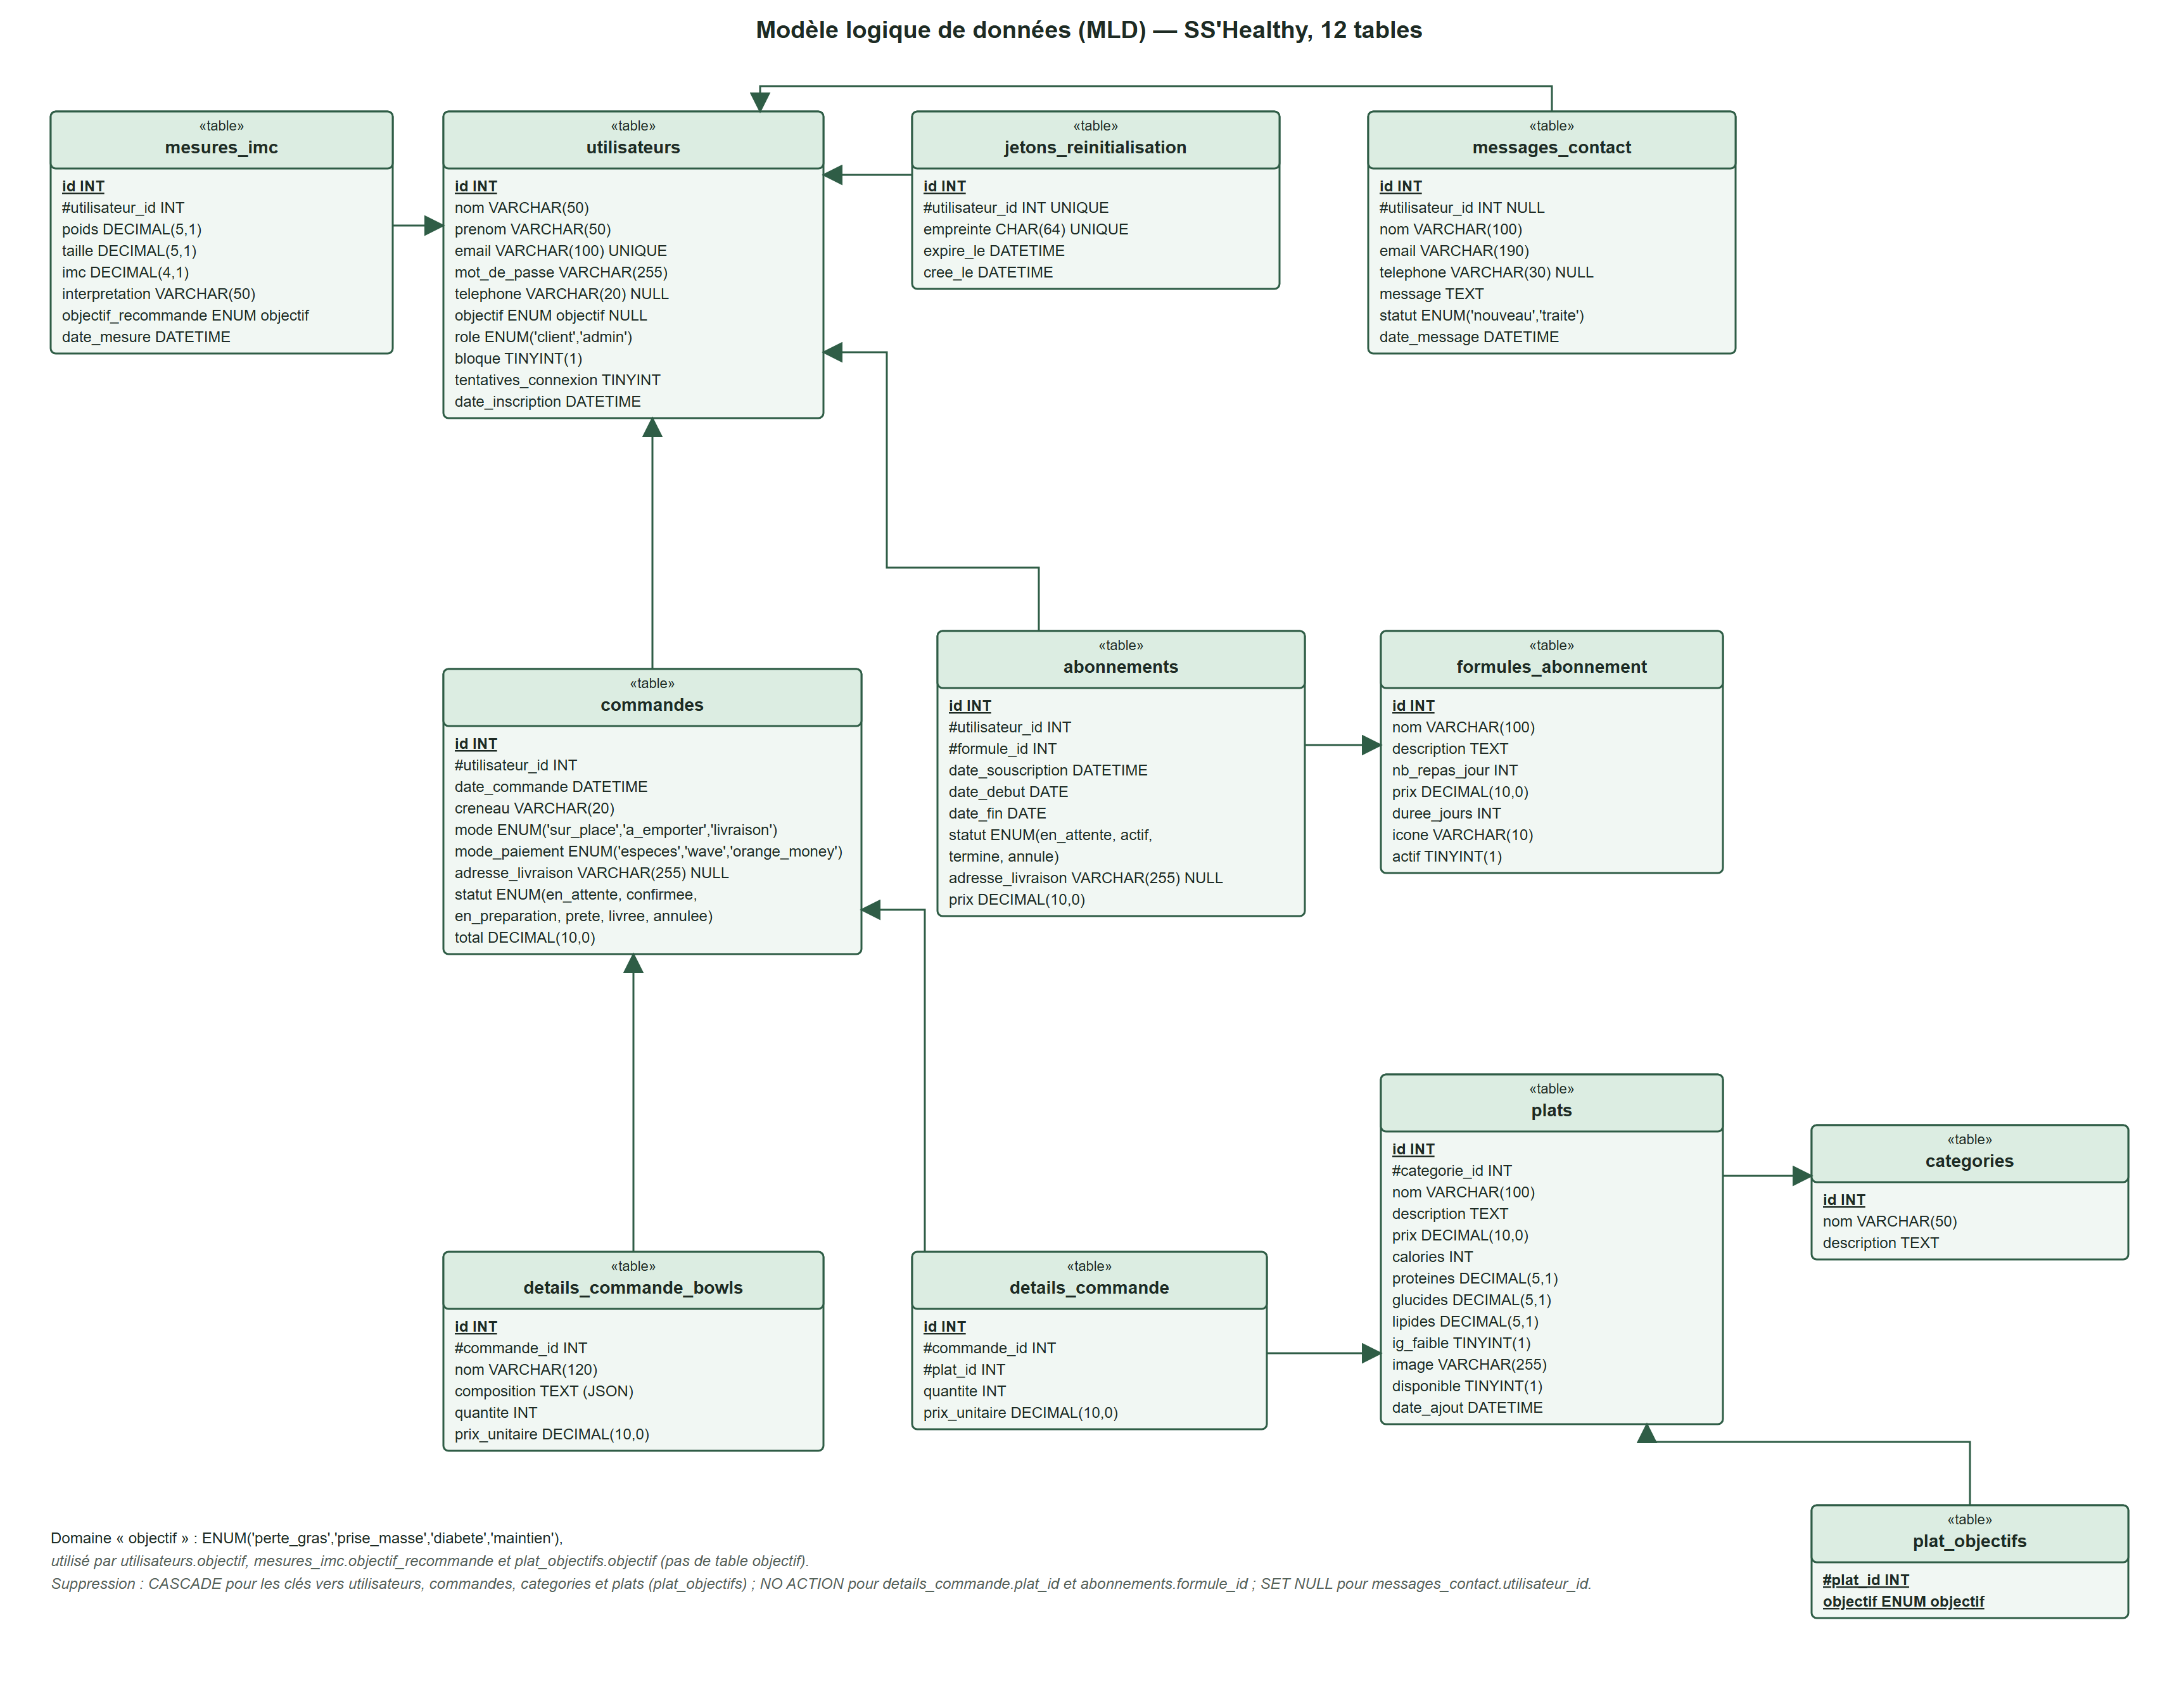 Modèle logique de données (MLD) — SS'Healthy, 12 tables
«table»
mesures_imc
id INT
#utilisateur_id INT
poids DECIMAL(5,1)
taille DECIMAL(5,1)
imc DECIMAL(4,1)
interpretation VARCHAR(50)
objectif_recommande ENUM objectif
date_mesure DATETIME
«table»
utilisateurs
id INT
nom VARCHAR(50)
prenom VARCHAR(50)
email VARCHAR(100) UNIQUE
mot_de_passe VARCHAR(255)
telephone VARCHAR(20) NULL
objectif ENUM objectif NULL
role ENUM('client','admin')
bloque TINYINT(1)
tentatives_connexion TINYINT
date_inscription DATETIME
«table»
jetons_reinitialisation
id INT
#utilisateur_id INT UNIQUE
empreinte CHAR(64) UNIQUE
expire_le DATETIME
cree_le DATETIME
«table»
messages_contact
id INT
#utilisateur_id INT NULL
nom VARCHAR(100)
email VARCHAR(190)
telephone VARCHAR(30) NULL
message TEXT
statut ENUM('nouveau','traite')
date_message DATETIME
«table»
commandes
id INT
#utilisateur_id INT
date_commande DATETIME
creneau VARCHAR(20)
mode ENUM('sur_place','a_emporter','livraison')
mode_paiement ENUM('especes','wave','orange_money')
adresse_livraison VARCHAR(255) NULL
statut ENUM(en_attente, confirmee,
en_preparation, prete, livree, annulee)
total DECIMAL(10,0)
«table»
abonnements
id INT
#utilisateur_id INT
#formule_id INT
date_souscription DATETIME
date_debut DATE
date_fin DATE
statut ENUM(en_attente, actif,
termine, annule)
adresse_livraison VARCHAR(255) NULL
prix DECIMAL(10,0)
«table»
formules_abonnement
id INT
nom VARCHAR(100)
description TEXT
nb_repas_jour INT
prix DECIMAL(10,0)
duree_jours INT
icone VARCHAR(10)
actif TINYINT(1)
«table»
plats
id INT
#categorie_id INT
nom VARCHAR(100)
description TEXT
prix DECIMAL(10,0)
calories INT
proteines DECIMAL(5,1)
glucides DECIMAL(5,1)
lipides DECIMAL(5,1)
ig_faible TINYINT(1)
image VARCHAR(255)
disponible TINYINT(1)
date_ajout DATETIME
«table»
categories
id INT
nom VARCHAR(50)
description TEXT
«table»
details_commande_bowls
id INT
#commande_id INT
nom VARCHAR(120)
composition TEXT (JSON)
quantite INT
prix_unitaire DECIMAL(10,0)
«table»
details_commande
id INT
#commande_id INT
#plat_id INT
quantite INT
prix_unitaire DECIMAL(10,0)
«table»
plat_objectifs
#plat_id INT
objectif ENUM objectif
Domaine « objectif » : ENUM('perte_gras','prise_masse','diabete','maintien'),
utilisé par utilisateurs.objectif, mesures_imc.objectif_recommande et plat_objectifs.objectif (pas de table objectif).
Suppression : CASCADE pour les clés vers utilisateurs, commandes, categories et plats (plat_objectifs) ; NO ACTION pour details_commande.plat_id et abonnements.formule_id ; SET NULL pour messages_contact.utilisateur_id.